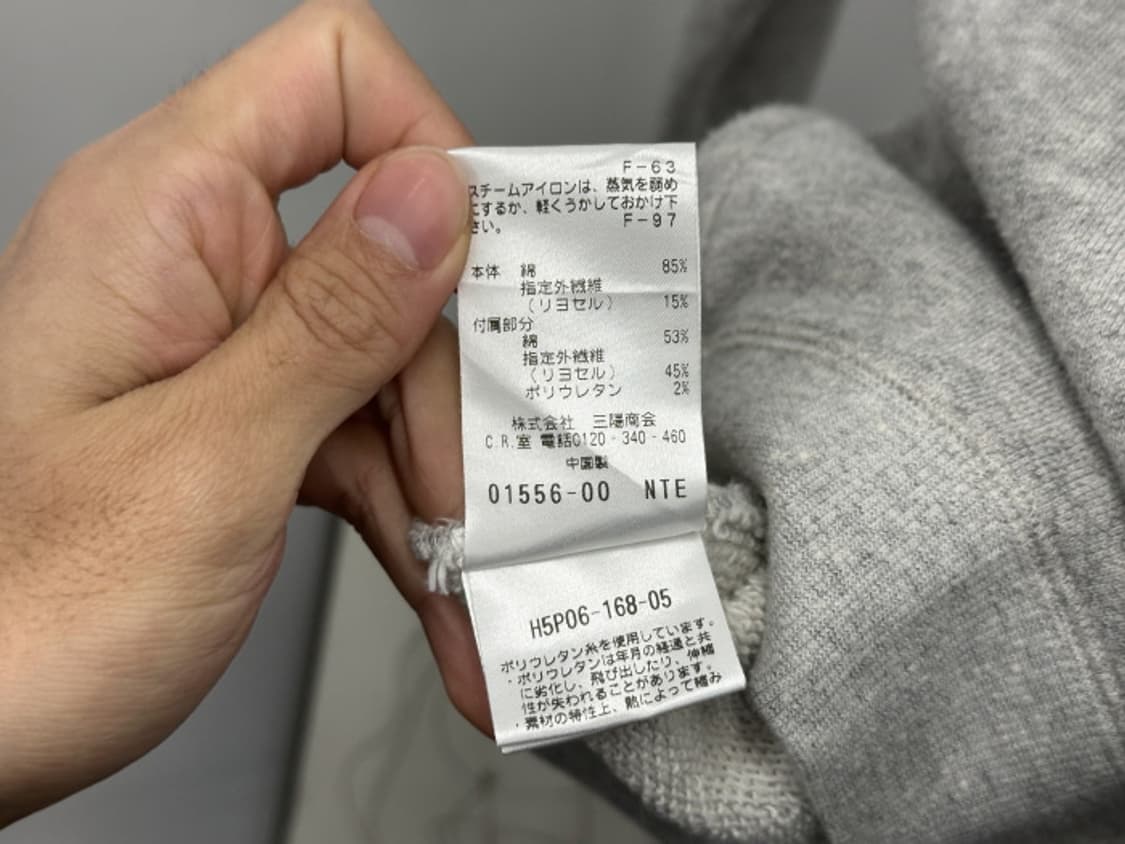 F-63
スチームアイロンは、蒸気を弱め
にするか、軽くうかしておかけ下
さい。 F-97
本体 綿 85%
指定外繊維
(リヨセル) 15%
付属部分
綿 53%
指定外繊維
(リヨセル) 45%
ポリウレタン 2%
株式会社 三陽商会
C.R.室 電話0120-340-460
中国製
01556-00 NTE
H5P06-168-05
ポリウレタン糸を使用しています。
・ポリウレタンは年月の経過と共
に劣化し、飛び出したり、伸縮
性が失われることがあります。
・素材の特性上、熱によって縮み